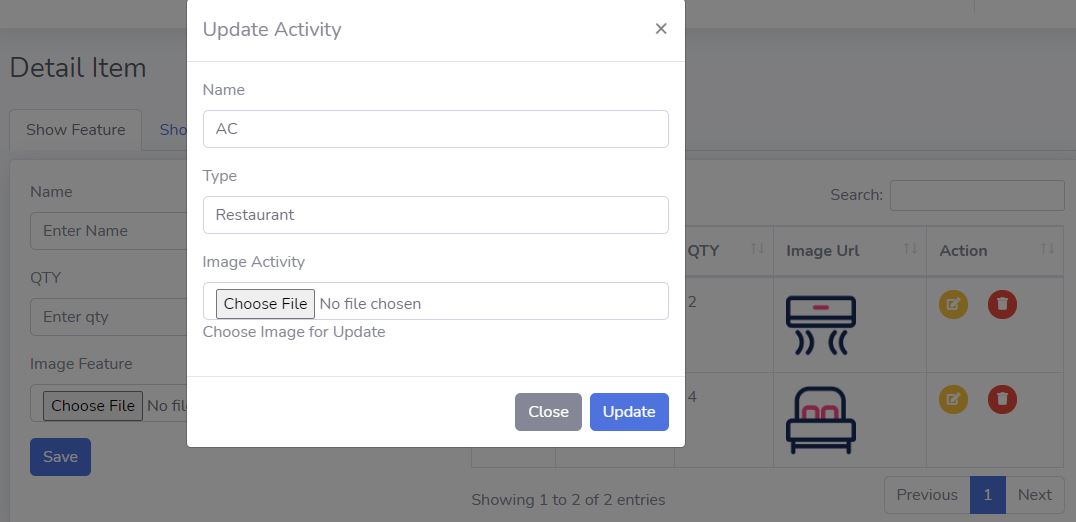 Update Activity
×
Detail Item
Name
AC
Show Feature
Sho
Type
Restaurant
Name
Enter Name
Search:
Image Activity
QTY
Image Url
Action
QTY
Choose File No file chosen
Enter qty
Choose Image for Update
2
Image Feature
Choose File No fil
Close
Update
4
Save
Showing 1 to 2 of 2 entries
Previous
1
Next